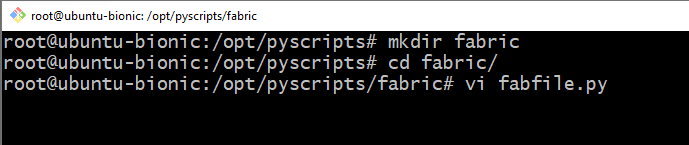 root@ubuntu-bionic: /opt/pyscripts/fabric
root@ubuntu-bionic:/opt/pyscripts# mkdir fabric
root@ubuntu-bionic:/opt/pyscripts# cd fabric/
root@ubuntu-bionic:/opt/pyscripts/fabric# vi fabfile.py